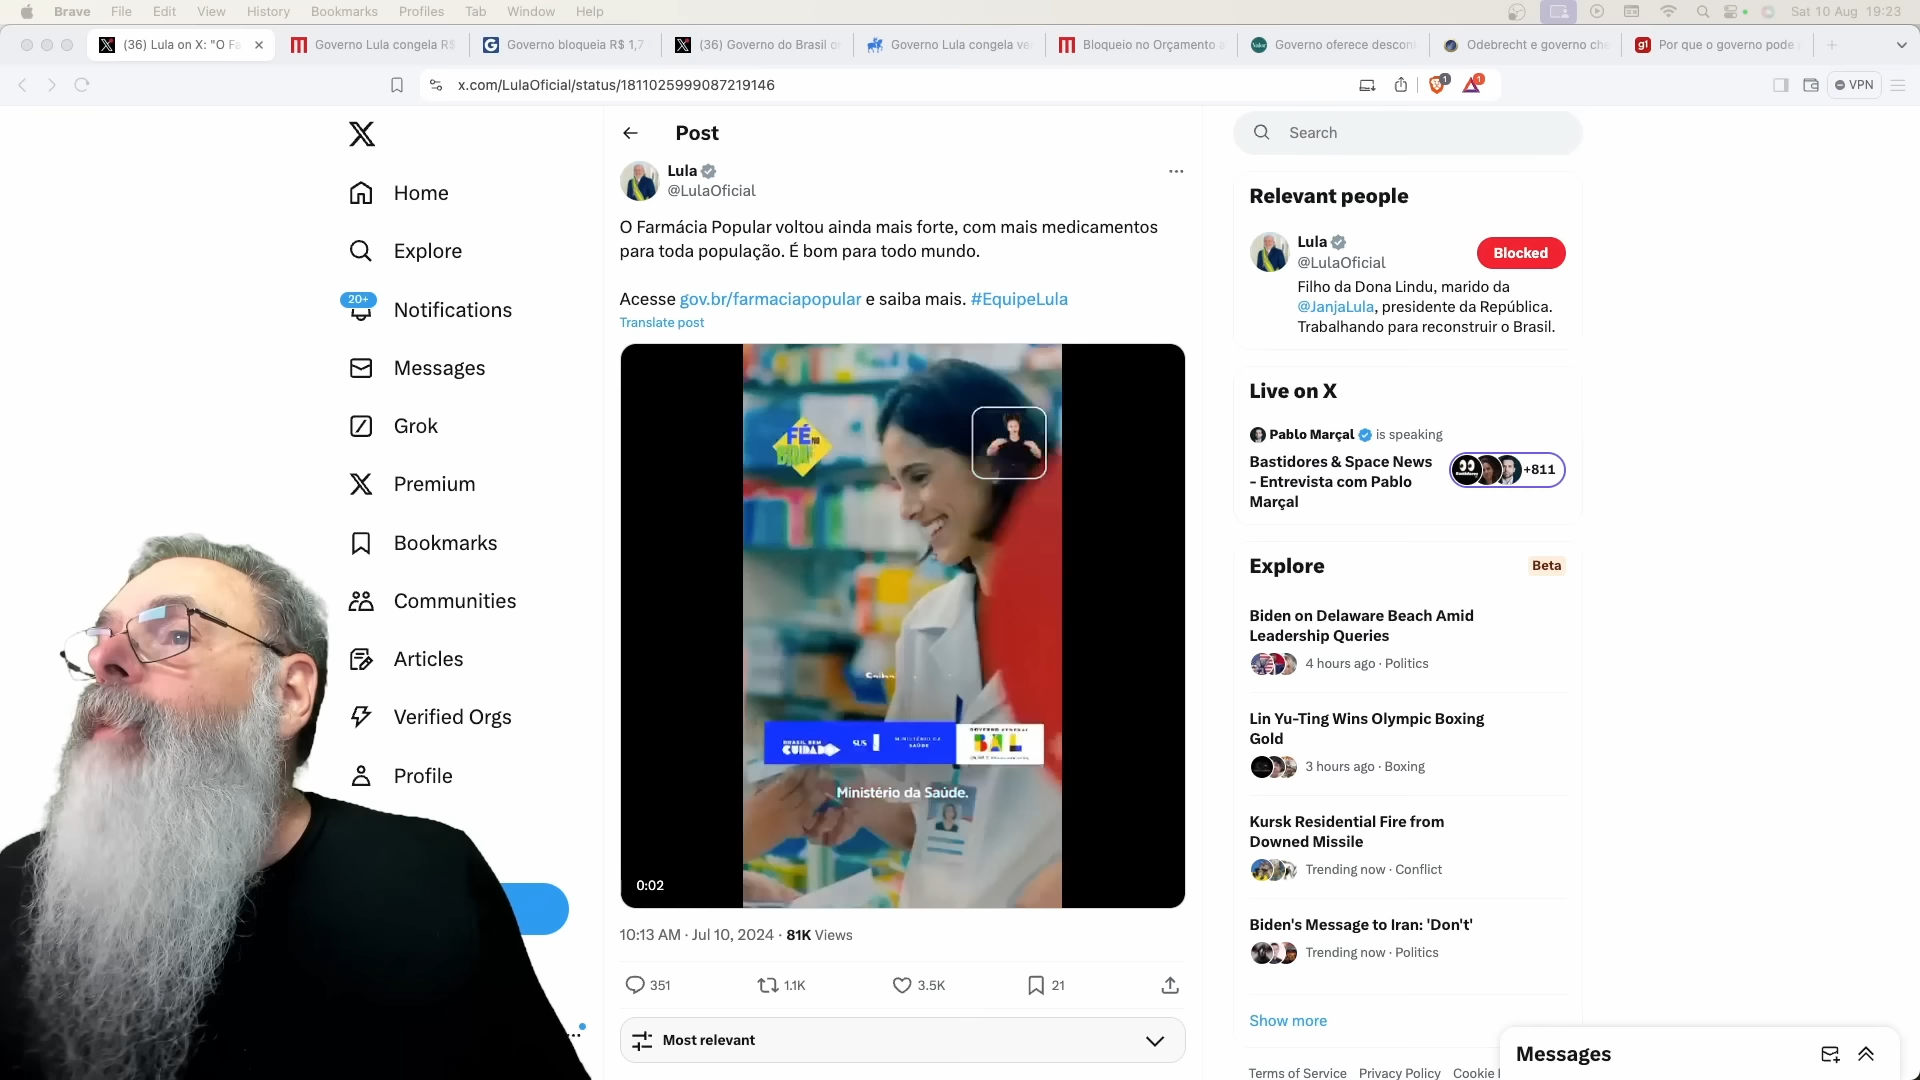 Brave File Edit View History Bookmarks Profiles Tab Window Help
Sat 10 Aug 19:23
(36) Lula on X: "O Fa
Governo Lula congela R$
Governo bloqueia R$ 1,7
(36) Governo do Brasil o
Governo Lula congela ve
Bloqueio no Orçamento a
Governo oferece descon
Odebrecht e governo che
g1 Por que o governo pode
x.com/LulaOficial/status/1811025999087219146
1
1
VPN
Home
Explore
20+
Notifications
Messages
Grok
Premium
Bookmarks
Communities
Articles
Verified Orgs
Profile
Post
Lula
@LulaOficial
O Farmácia Popular voltou ainda mais forte, com mais medicamentos
para toda população. É bom para todo mundo.
Acesse gov.br/farmaciapopular e saiba mais. #EquipeLula
Translate post
FÉ NO
CUIDADO
SUS
MINISTÉRIO DA
SAÚDE
Ministério da Saúde.
0:02
10:13 AM · Jul 10, 2024 · 81K Views
351
1.1K
3.5K
21
Most relevant
Search
Relevant people
Lula
@LulaOficial
Blocked
Filho da Dona Lindu, marido da
@JanjaLula, presidente da República.
Trabalhando para reconstruir o Brasil.
Live on X
Pablo Marçal is speaking
Bastidores & Space News
- Entrevista com Pablo
Marçal
+811
Explore
Beta
Biden on Delaware Beach Amid
Leadership Queries
4 hours ago · Politics
Lin Yu-Ting Wins Olympic Boxing
Gold
3 hours ago · Boxing
Kursk Residential Fire from
Downed Missile
Trending now · Conflict
Biden's Message to Iran: 'Don't'
Trending now · Politics
Show more
Terms of Service Privacy Policy Cookie
Messages